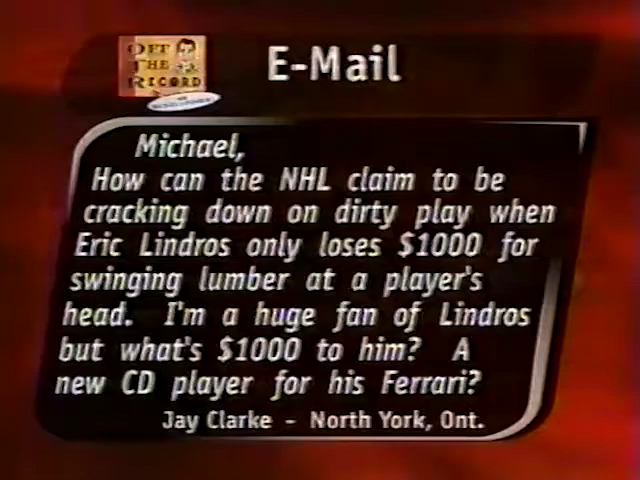 OFF
THE
RECORD
E-Mail
Michael,
How can the NHL claim to be
cracking down on dirty play when
Eric Lindros only loses $1000 for
swinging lumber at a player's
head. I'm a huge fan of Lindros
but what's $1000 to him? A
new CD player for his Ferrari?
Jay Clarke - North York, Ont.